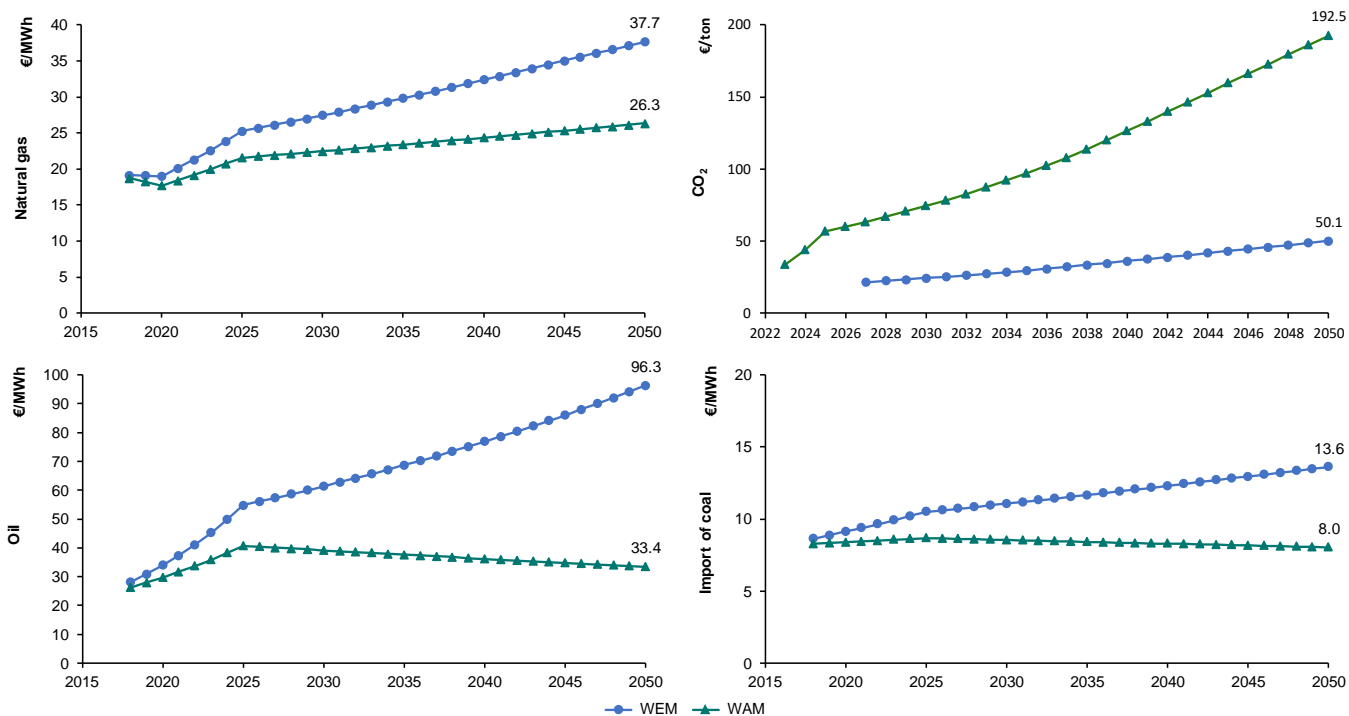 €/MWh
Natural gas
40
35
30
25
20
15
10
5
0
37.7
26.3
2015 2020 2025 2030 2035 2040 2045 2050
€/ton
CO₂
200
150
100
50
0
192.5
50.1
2022 2024 2026 2028 2030 2032 2034 2036 2038 2040 2042 2044 2046 2048 2050
€/MWh
Oil
100
90
80
70
60
50
40
30
20
10
0
96.3
33.4
2015 2020 2025 2030 2035 2040 2045 2050
€/MWh
Import of coal
20
15
10
5
0
13.6
8.0
2015 2020 2025 2030 2035 2040 2045 2050
WEM WAM